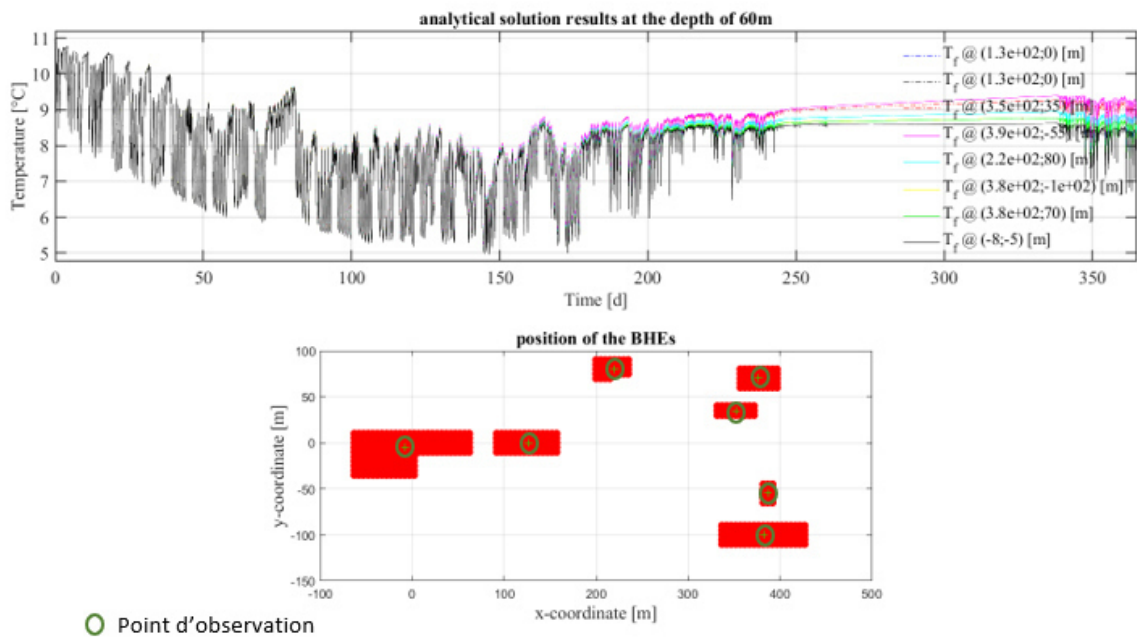 analytical solution results at the depth of 60m
Temperature [°C]
11
10
9
8
7
6
5
0 50 100 150 200 250 300 350
Time [d]
T_f @ (1.3e+02;0) [m]
T_f @ (1.3e+02;0) [m]
T_f @ (3.5e+02;35) [m]
T_f @ (3.9e+02;-55) [m]
T_f @ (2.2e+02;80) [m]
T_f @ (3.8e+02;-1e+02) [m]
T_f @ (3.8e+02;70) [m]
T_f @ (-8;-5) [m]
position of the BHEs
y-coordinate [m]
100
50
0
-50
-100
-150
-100 0 100 200 300 400 500
x-coordinate [m]
Point d'observation